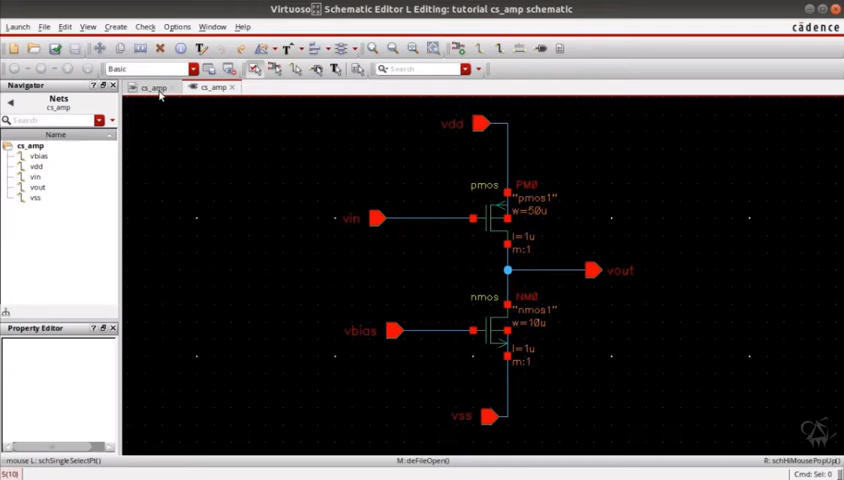 Virtuoso® Schematic Editor L Editing: tutorial cs_amp schematic
Launch File Edit View Create Check Options Window Help
cādence
Basic
Search
Navigator
cs_amp
cs_amp
Nets
cs_amp
Search
Name
cs_amp
vbias
vdd
vin
vout
vss
Property Editor
vdd
pmos PM0
"pmos1"
w=50u
vin
l=1u
m:1
vout
nmos NM0
"nmos1"
w=10u
vbias
l=1u
m:1
vss
mouse L: schSingleSelectPt()
M: deFileOpen()
R: schHiMousePopUp()
5(10)
Cmd: Sel: 0